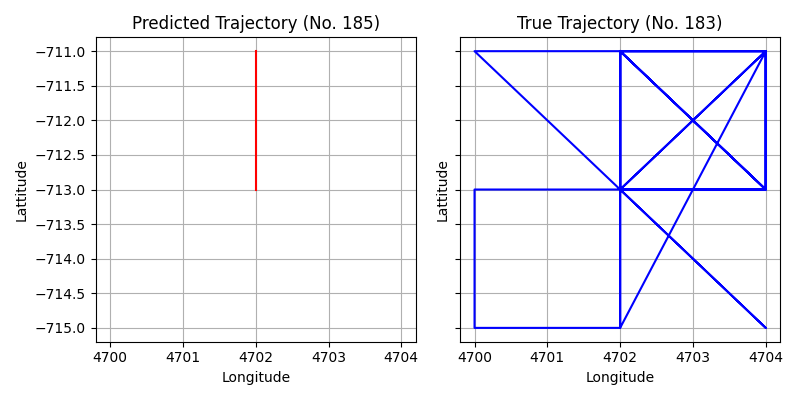 Predicted Trajectory (No. 185)
True Trajectory (No. 183)
−711.0
−711.5
−712.0
−712.5
−713.0
−713.5
−714.0
−714.5
−715.0
Lattitude
Lattitude
4700 4701 4702 4703 4704
4700 4701 4702 4703 4704
Longitude
Longitude